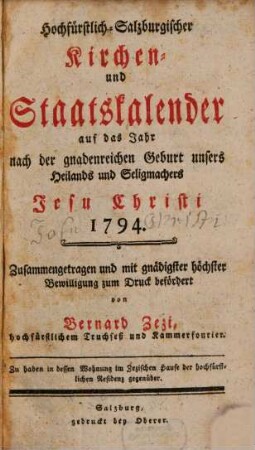 Hochfürstlich-Salzburgischer
Kirchen-
und
Staatskalender
auf das Jahr
nach der gnadenreichen Geburt unsers
Heilands und Seligmachers
Jesu Christi
1794.
Zusammengetragen und mit gnädigster höchster
Bewilligung zum Druck befördert
von
Bernard Zezi,
hochfürstlichem Truchseß und Kammerfourier.
Zu haben in dessen Wohnung im Fezischen Hause der hochfürst-
lichen Residenz gegenüber.
Salzburg,
gedruckt bey Oberer.